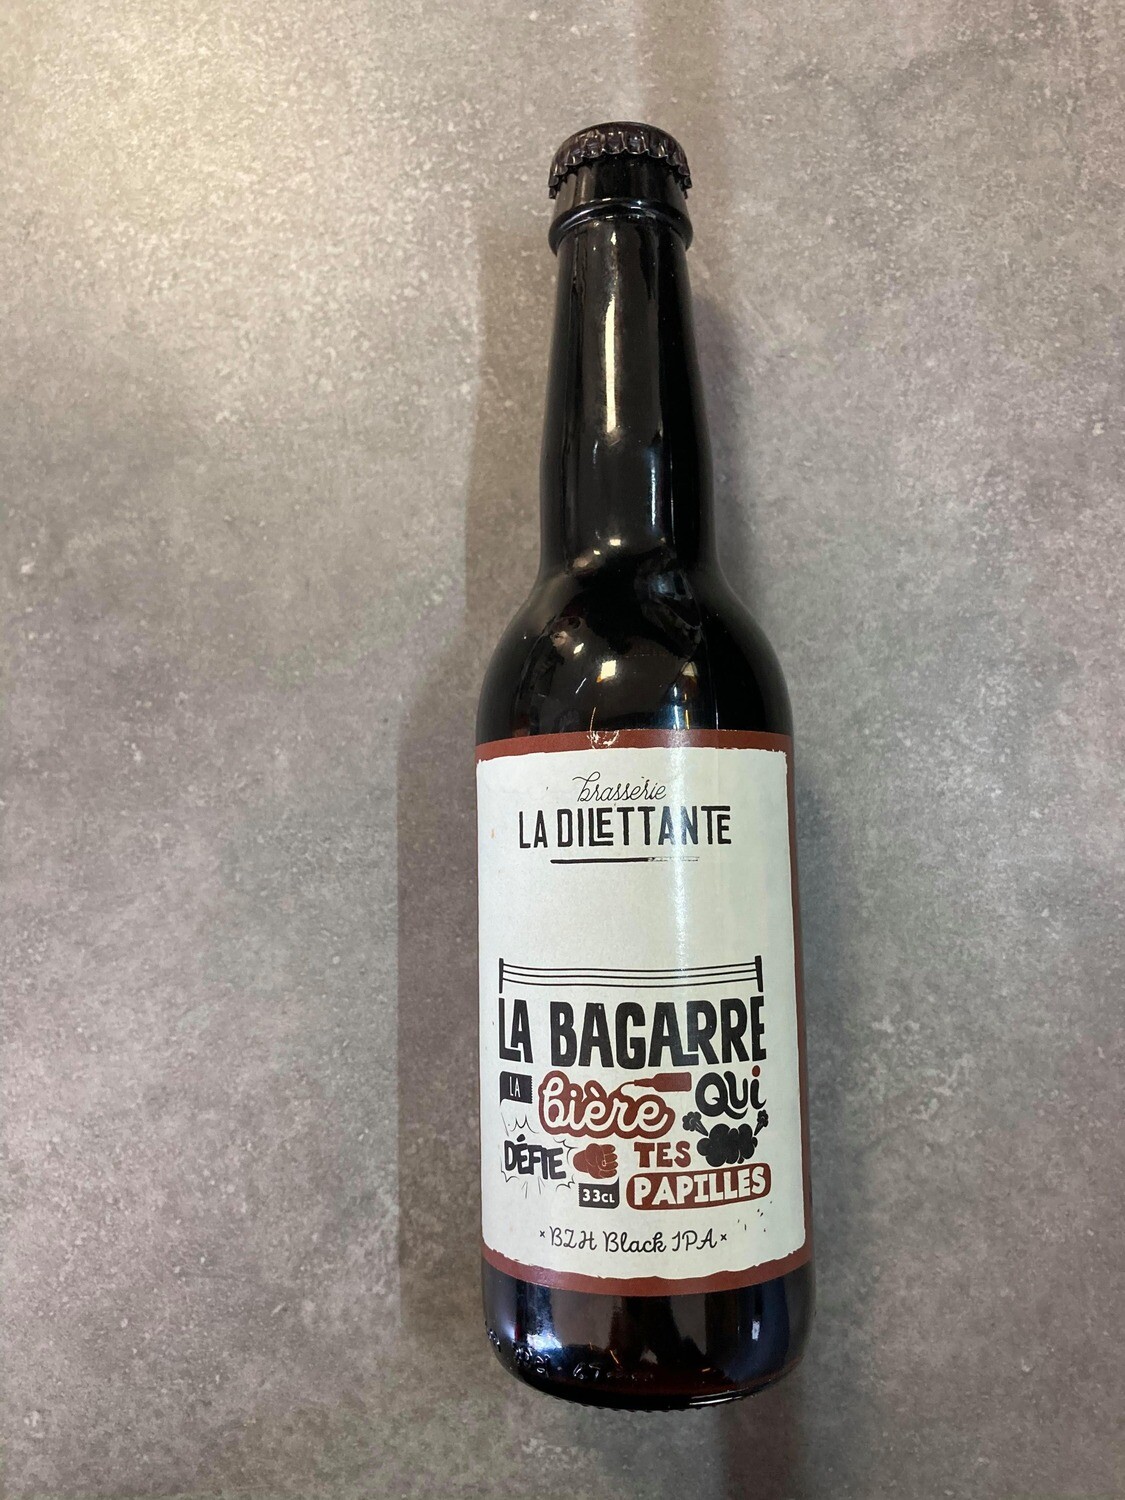 brasserie
LA DILETTANTE
LA BAGARRE
LA bière QUi
DÉFIE TES
33CL PAPILLES
×BZH Black IPA×